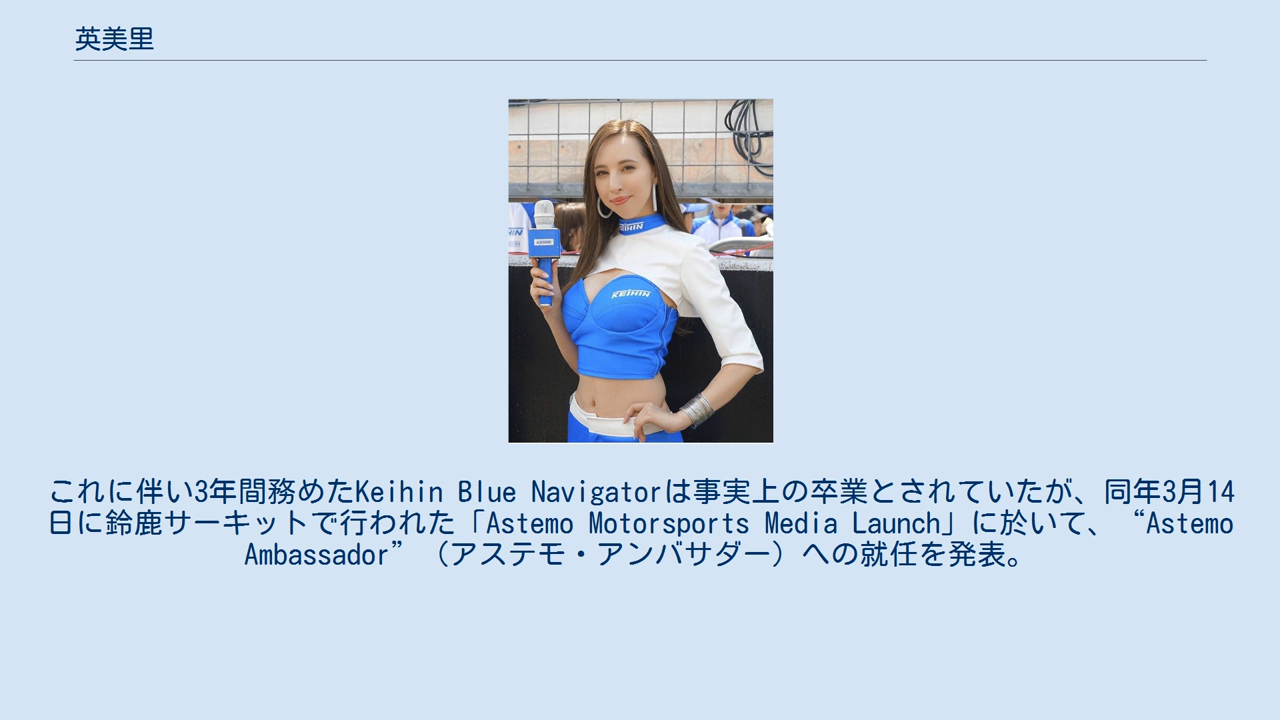 英美里
KEIHIN
KEIHIN
これに伴い3年間務めたKeihin Blue Navigatorは事実上の卒業とされていたが、同年3月14
日に鈴鹿サーキットで行われた「Astemo Motorsports Media Launch」に於いて、“Astemo
Ambassador”（アステモ・アンバサダー）への就任を発表。